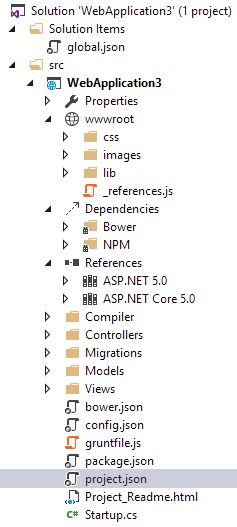 Solution 'WebApplication3' (1 project)
Solution Items
global.json
src
WebApplication3
Properties
wwwroot
css
images
lib
_references.js
Dependencies
Bower
NPM
References
ASP.NET 5.0
ASP.NET Core 5.0
Compiler
Controllers
Migrations
Models
Views
bower.json
config.json
gruntfile.js
package.json
project.json
Project_Readme.html
Startup.cs